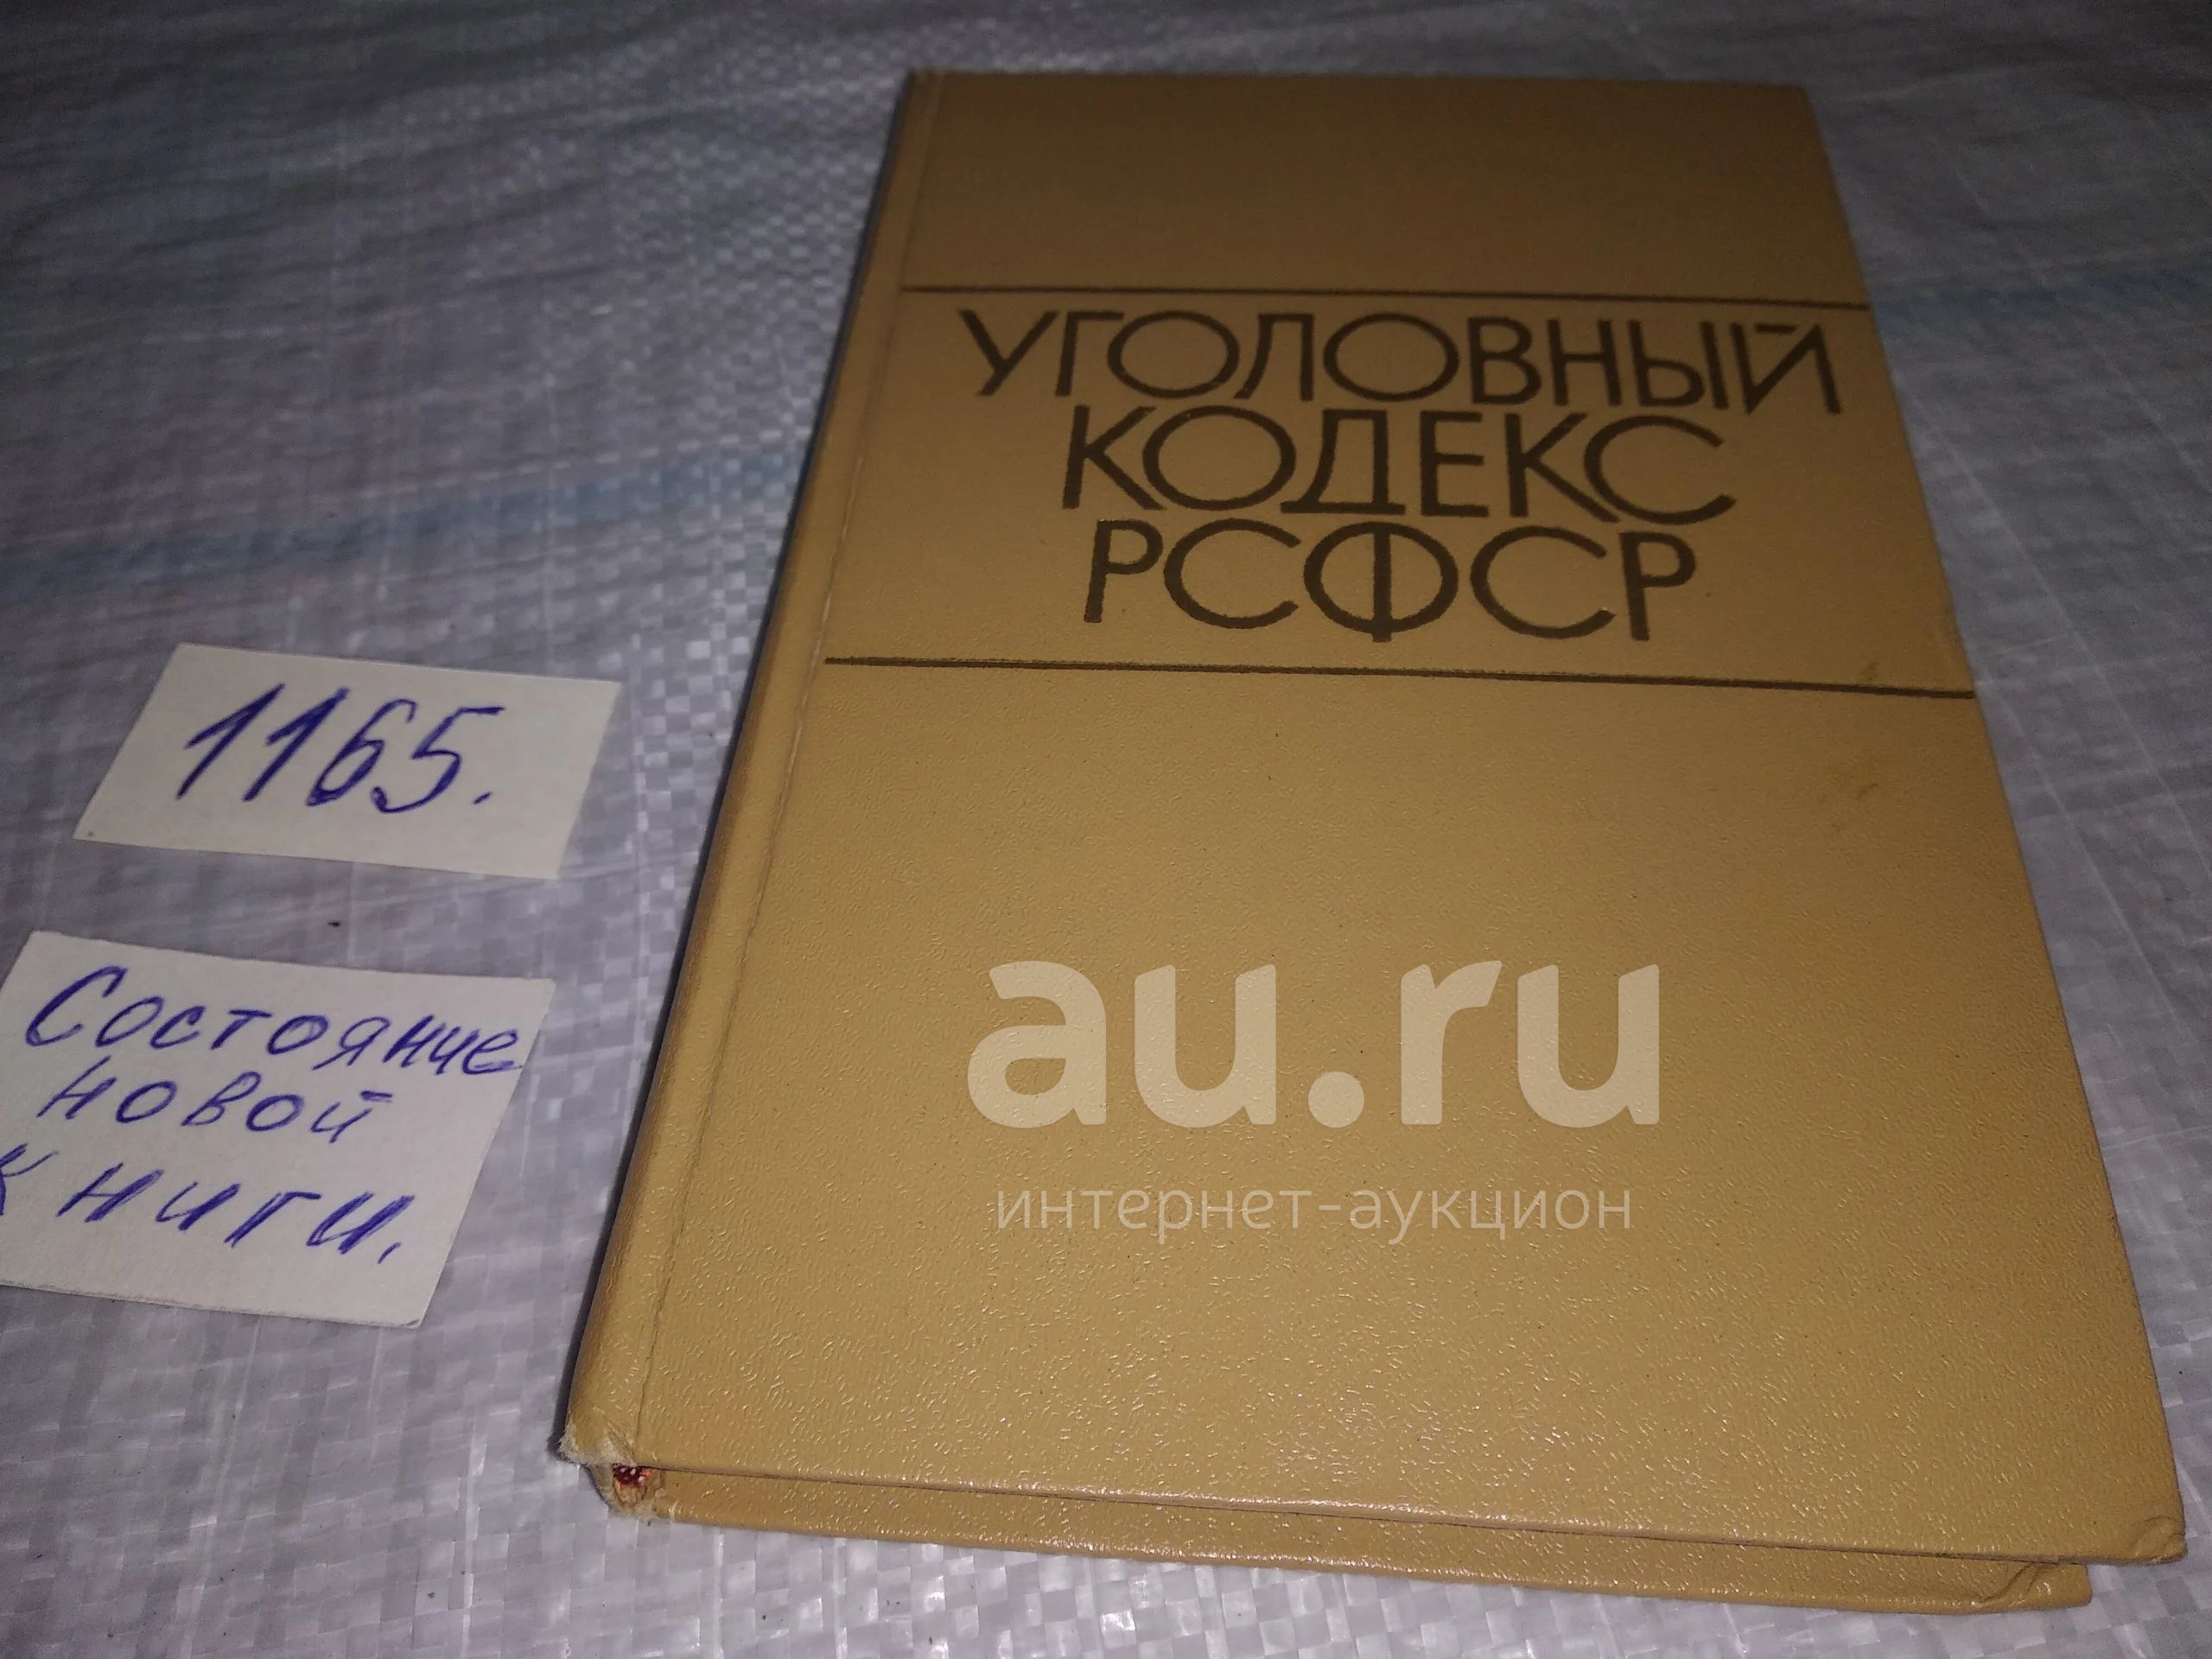 УГОЛОВНЫЙ
КОДЕКС
РСФСР
1165.
Состояние
новой
книги.
au.ru
интернет-аукцион